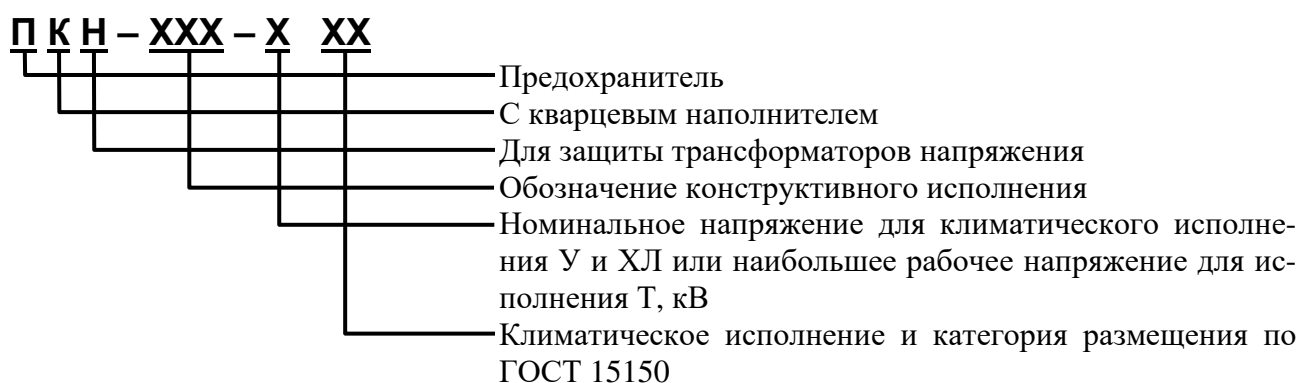 П К Н – ХХХ – Х ХХ
Предохранитель
С кварцевым наполнителем
Для защиты трансформаторов напряжения
Обозначение конструктивного исполнения
Номинальное напряжение для климатического исполне-
ния У и ХЛ или наибольшее рабочее напряжение для ис-
полнения Т, кВ
Климатическое исполнение и категория размещения по
ГОСТ 15150